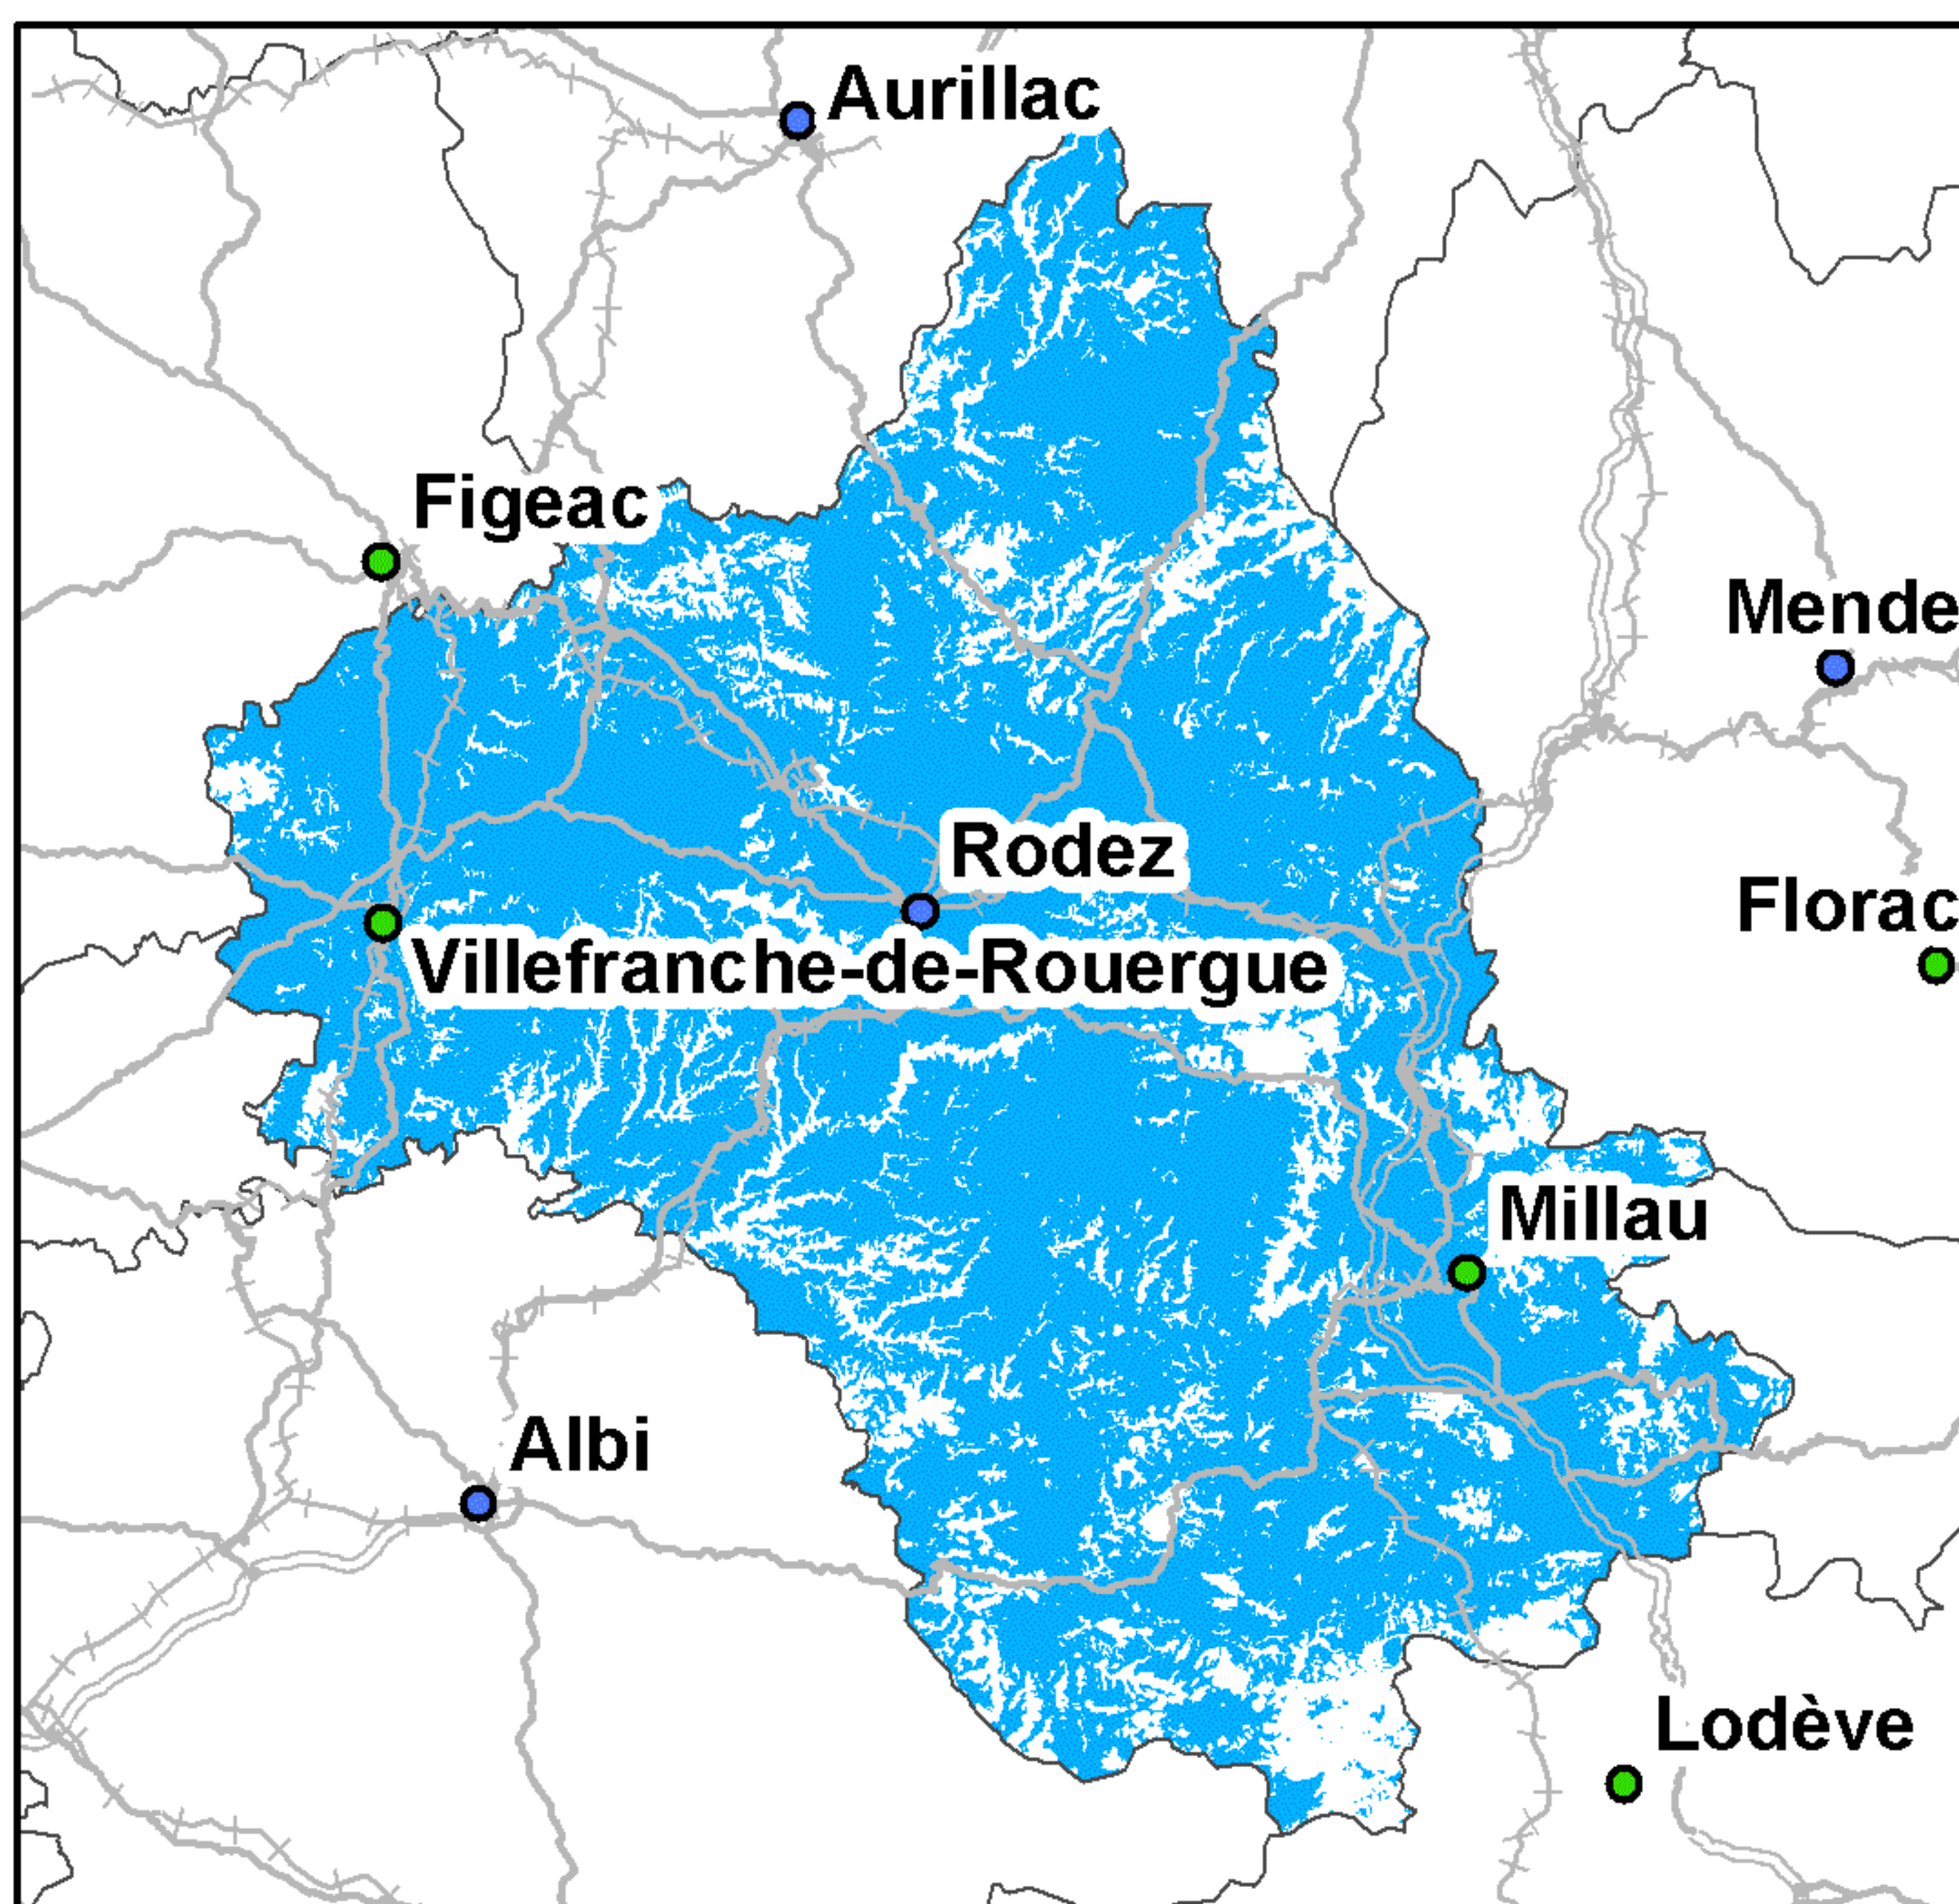 Aurillac
Figeac
Mende
Rodez
Florac
Villefranche-de-Rouergue
Millau
Albi
Lodève